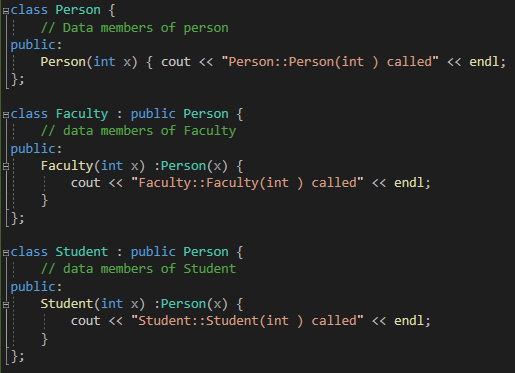 class Person {
// Data members of person
public:
Person(int x) { cout << "Person::Person(int ) called" << endl;
};
class Faculty : public Person {
// data members of Faculty
public:
Faculty(int x) :Person(x) {
cout << "Faculty::Faculty(int ) called" << endl;
}
};
class Student : public Person {
// data members of Student
public:
Student(int x) :Person(x) {
cout << "Student::Student(int ) called" << endl;
}
};